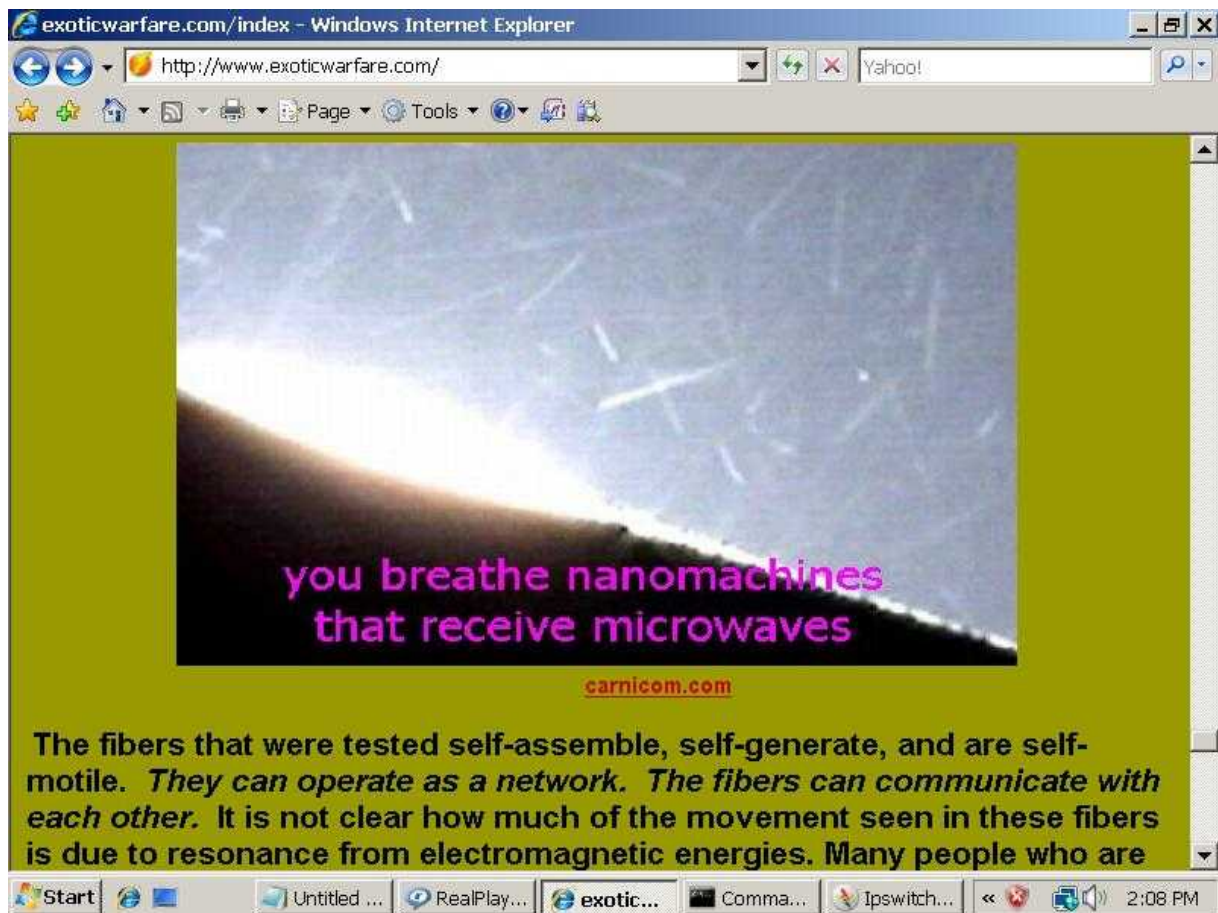 exoticwarfare.com/index - Windows Internet Explorer
http://www.exoticwarfare.com/
Yahoo!
Page
Tools
you breathe nanomachines
that receive microwaves
carnicom.com
The fibers that were tested self-assemble, self-generate, and are self-
motile. They can operate as a network. The fibers can communicate with
each other. It is not clear how much of the movement seen in these fibers
is due to resonance from electromagnetic energies. Many people who are
Start
Untitled ...
RealPlay...
exotic...
Comma...
Ipswitch...
2:08 PM